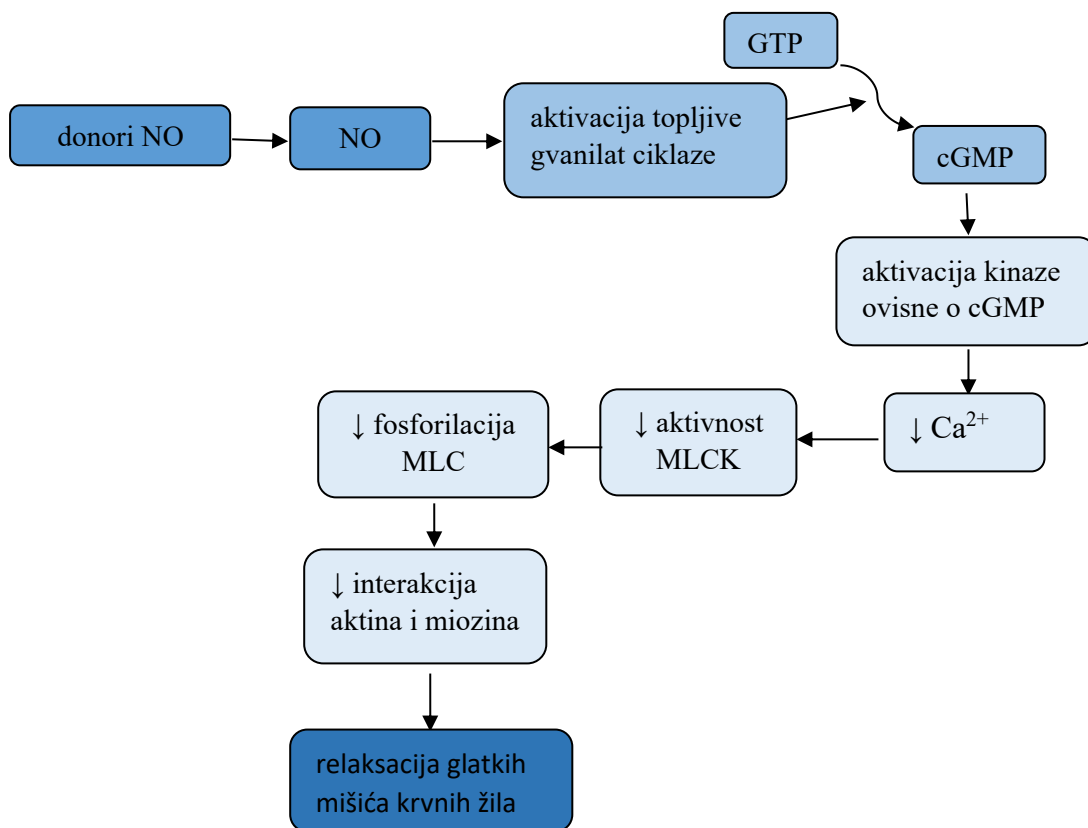 GTP
donori NO
NO
aktivacija topljive
gvanilat ciklaze
cGMP
aktivacija kinaze
ovisne o cGMP
↓ Ca²⁺
↓ aktivnost
MLCK
↓ fosforilacija
MLC
↓ interakcija
aktina i miozina
relaksacija glatkih
mišića krvnih žila